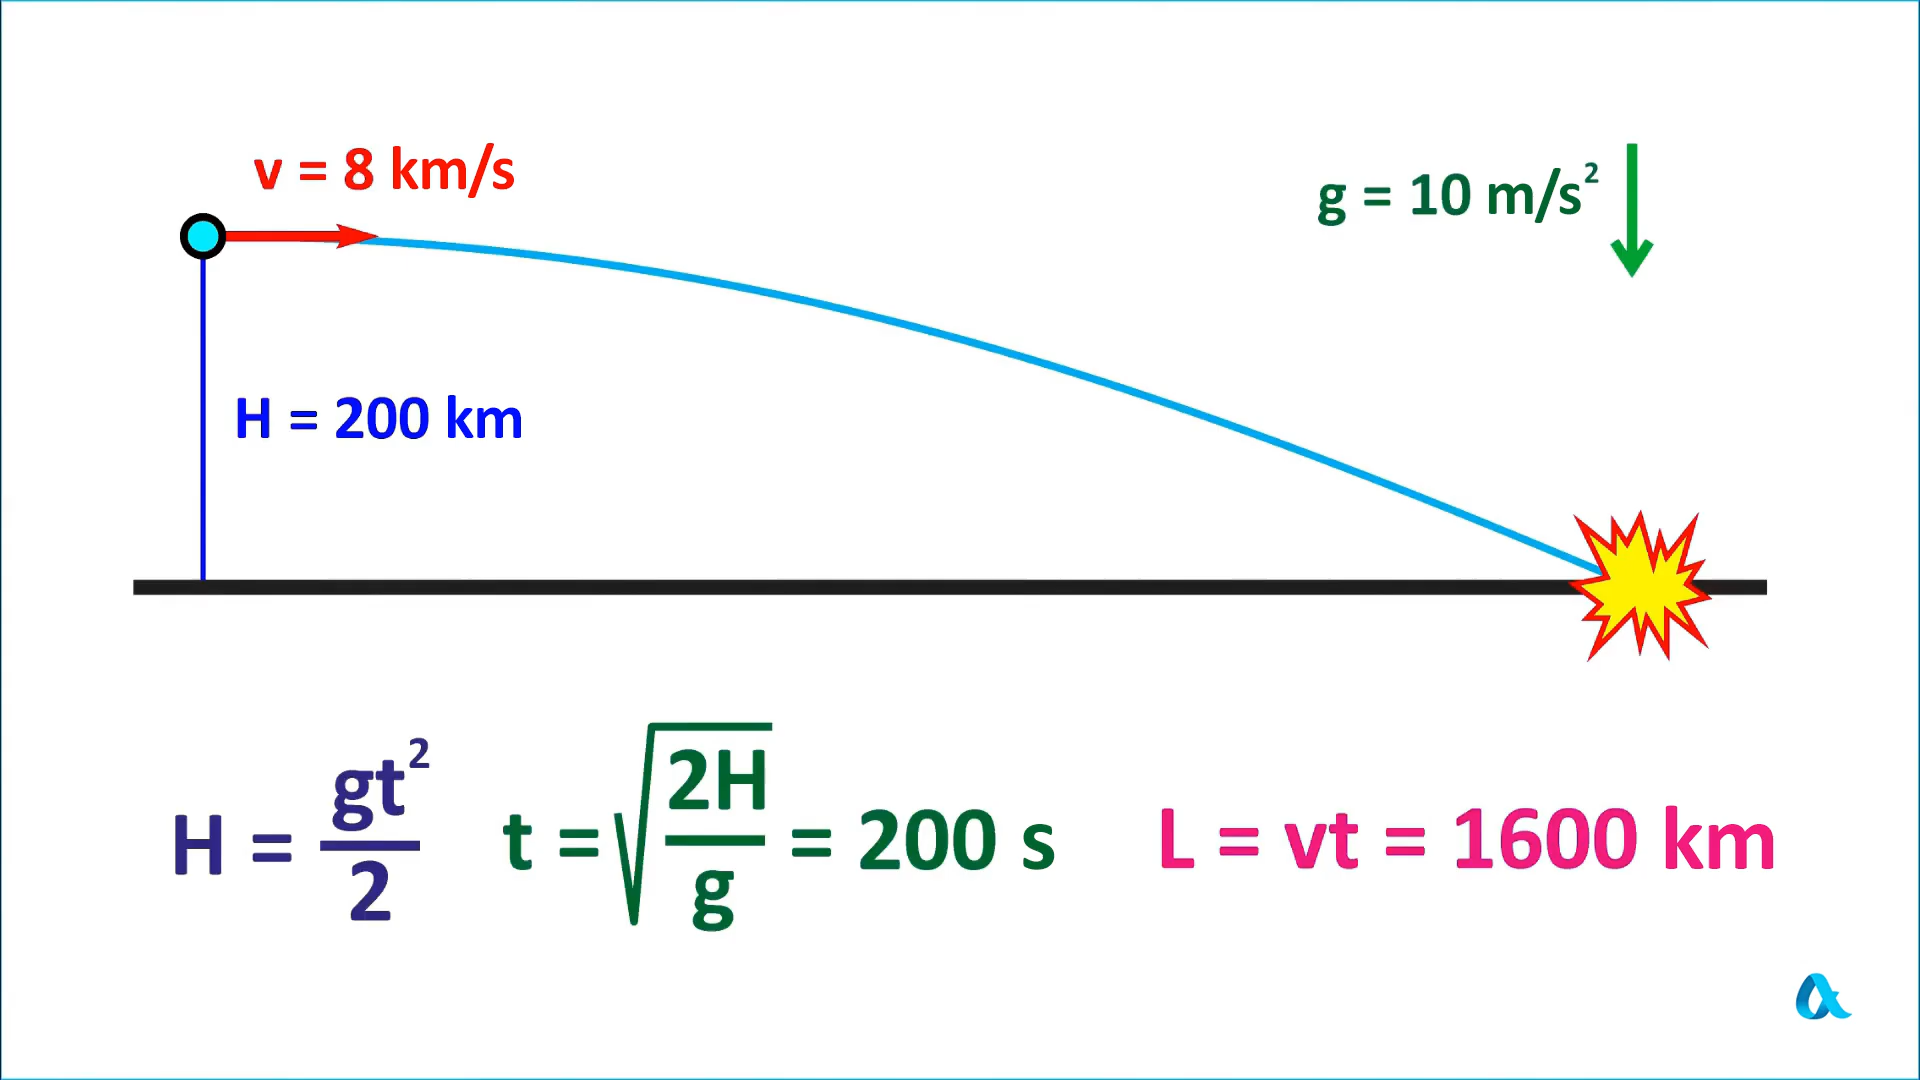 v = 8 km/s
g = 10 m/s²
H = 200 km
H = gt²/2
t = √(2H/g) = 200 s
L = vt = 1600 km